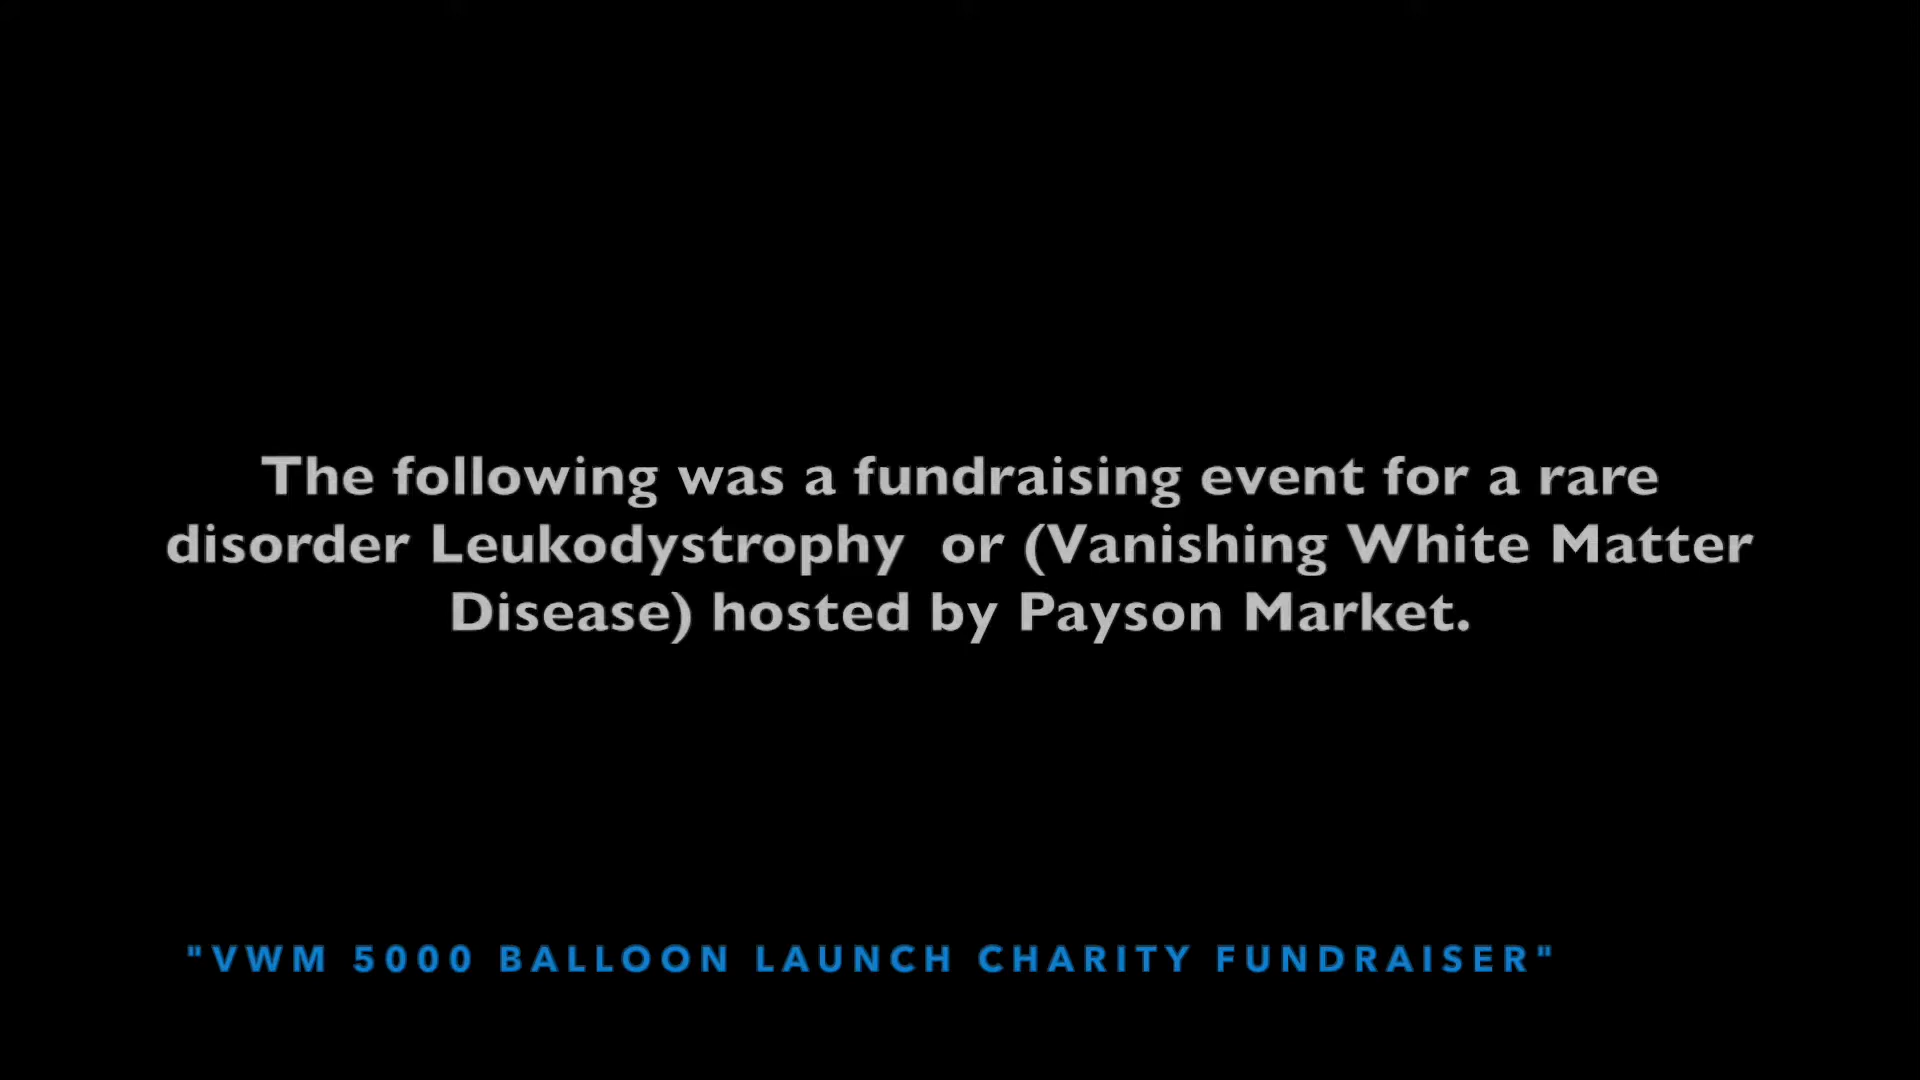 The following was a fundraising event for a rare
disorder Leukodystrophy  or (Vanishing White Matter
Disease) hosted by Payson Market.
"VWM 5000 BALLOON LAUNCH CHARITY FUNDRAISER"